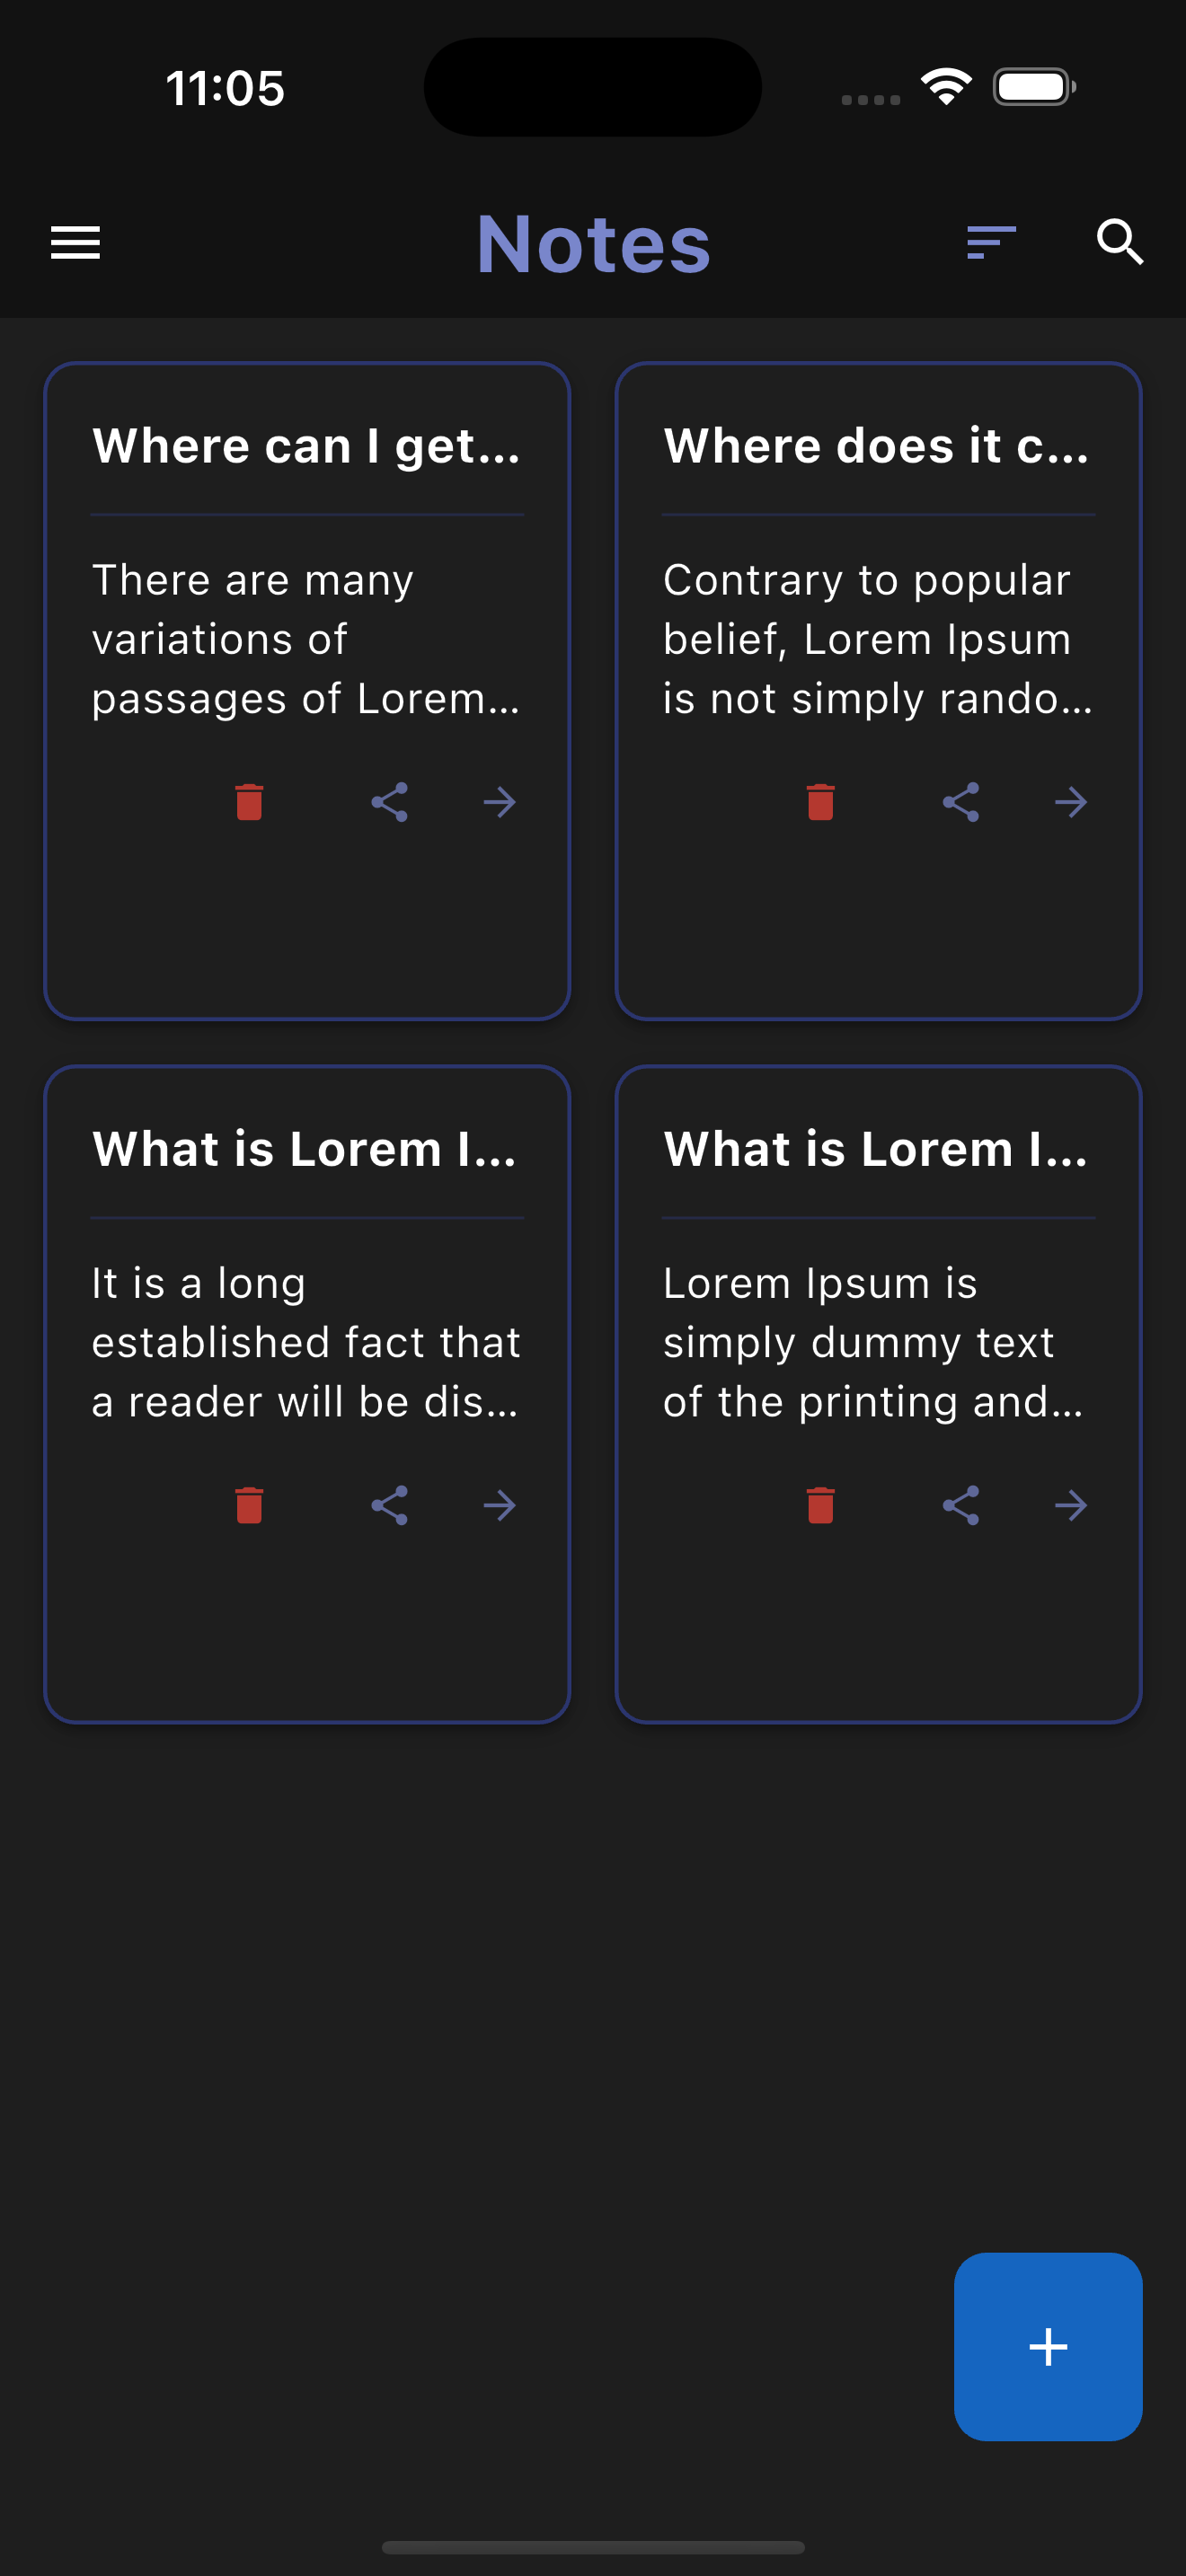 11:05
Notes
Where can I get...
There are many
variations of
passages of Lorem...
Where does it c...
Contrary to popular
belief, Lorem Ipsum
is not simply rando...
What is Lorem I...
It is a long
established fact that
a reader will be dis...
What is Lorem I...
Lorem Ipsum is
simply dummy text
of the printing and...